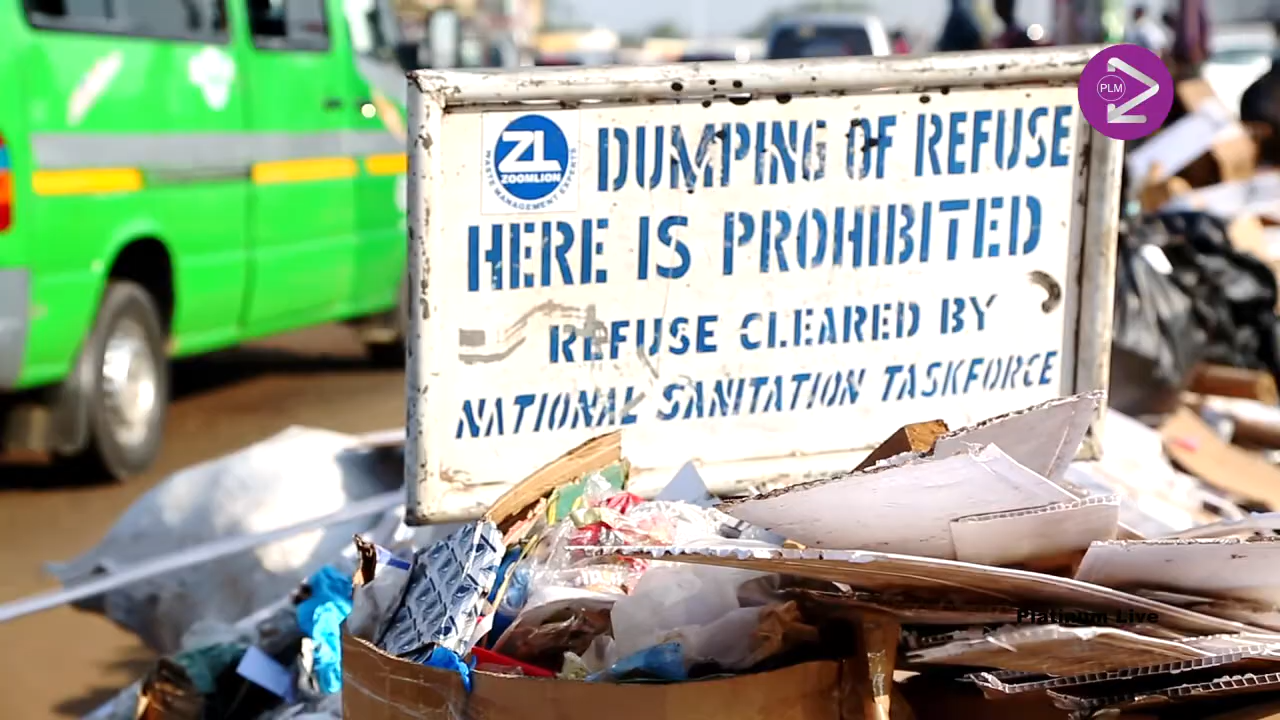 PLM
ZL
ZOOMLION
WASTE MANAGEMENT EXPERTS
DUMPING OF REFUSE
HERE IS PROHIBITED
REFUSE CLEARED BY
NATIONAL SANITATION TASKFORCE
Platinum Live